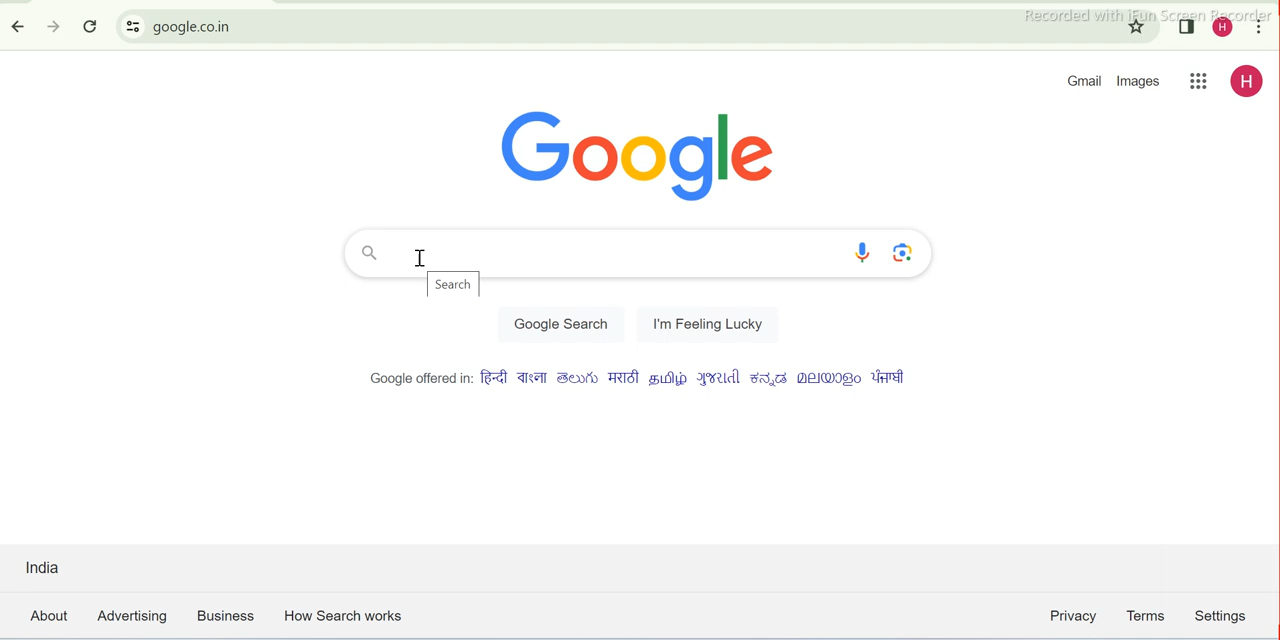 google.co.in
Recorded with iFun Screen Recorder
H
Gmail Images
H
Google
Search
Google Search I'm Feeling Lucky
Google offered in: हिन्दी বাংলা తెలుగు मराठी தமிழ் ગુજરાતી ಕನ್ನಡ മലയാളം ਪੰਜਾਬੀ
India
About Advertising Business How Search works Privacy Terms Settings